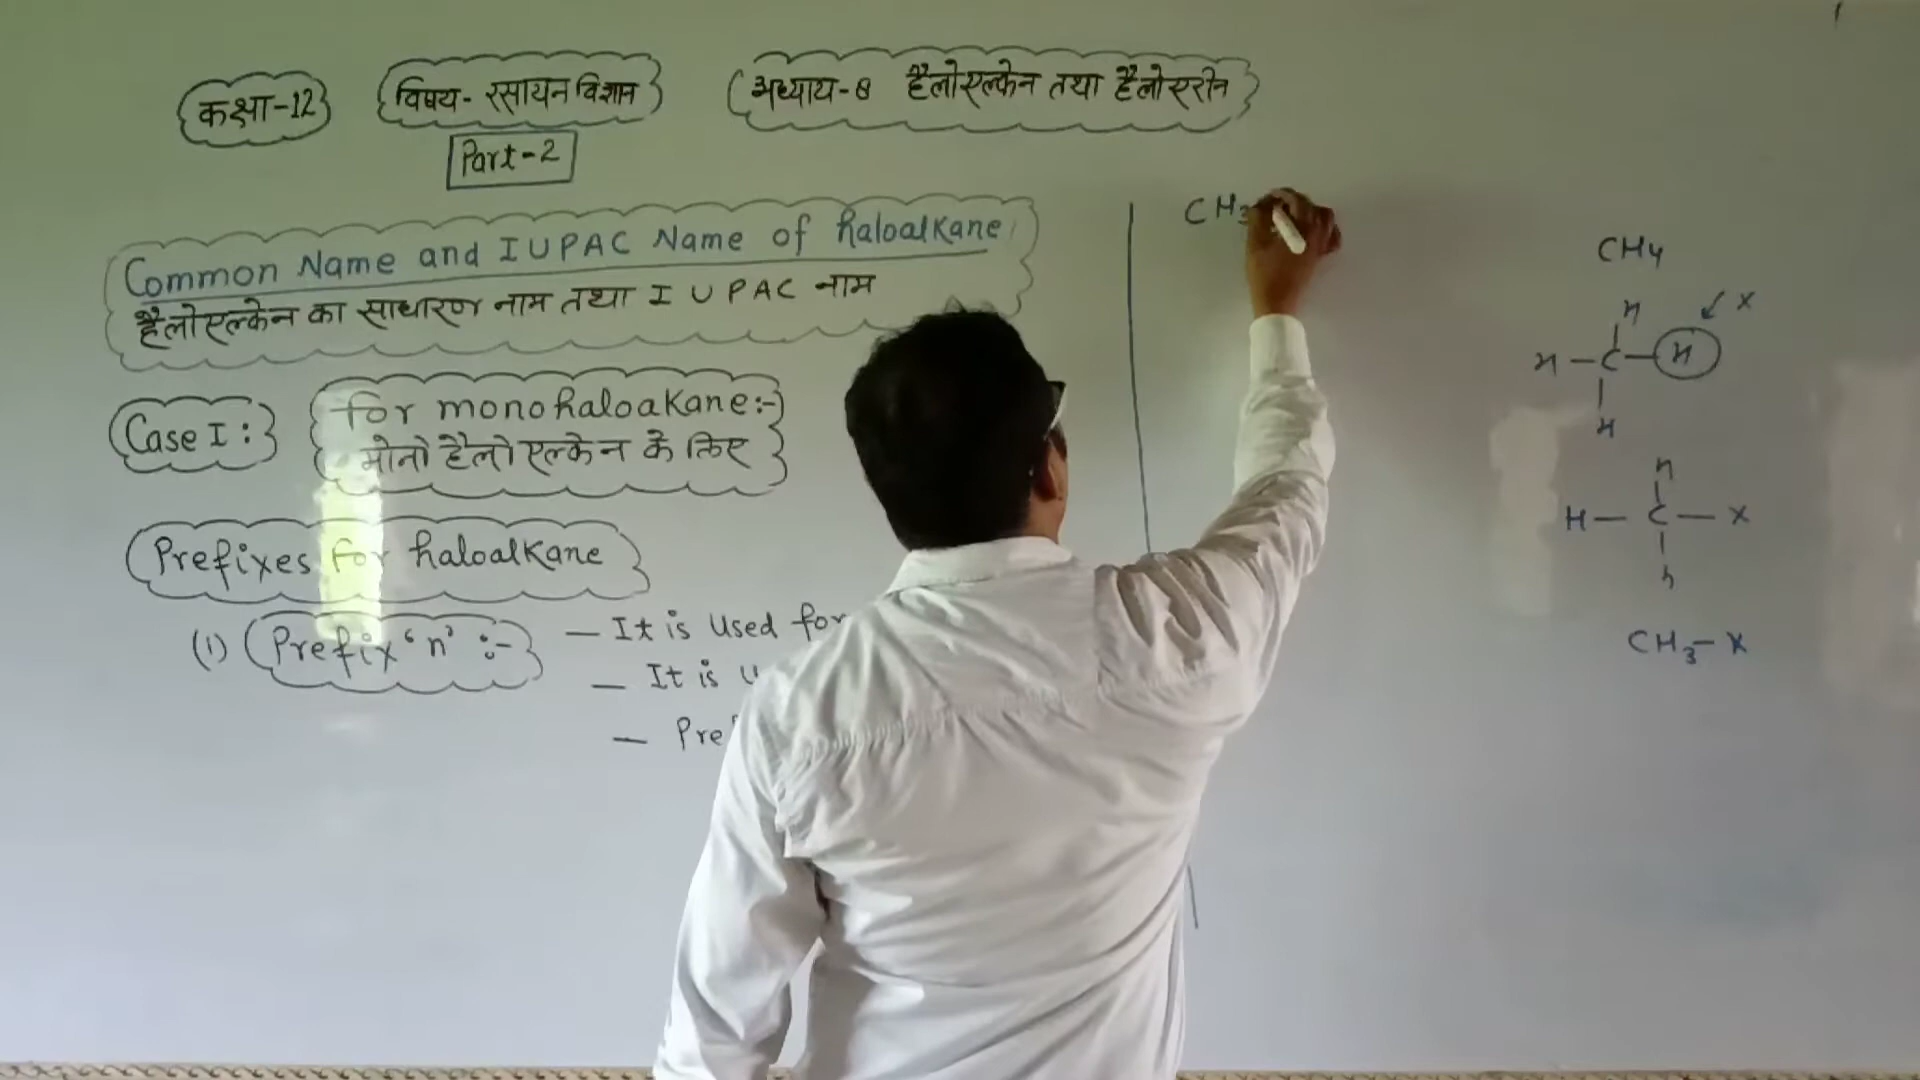 कक्षा-12
विषय- रसायन विज्ञान
अध्याय-8 हैलोएल्केन तथा हैलोएरीन
Part-2
Common Name and IUPAC Name of haloalkane
हैलोएल्केन का साधारण नाम तथा IUPAC नाम
Case I:
for monohaloakane:-
मोनो हैलोएल्केन के लिए
Prefixes for haloalkane
(1) Prefix 'n' :-
— It is used for
— It is
—
CH3
CH4
H X
H — C — H
H
H
H — C — X
h
CH3 — X